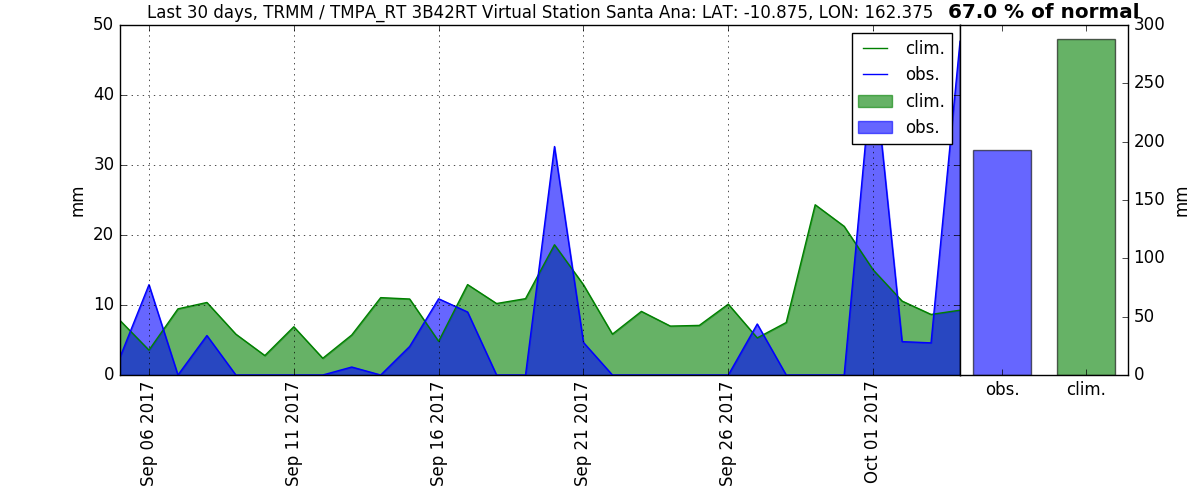 Last 30 days, TRMM / TMPA_RT 3B42RT Virtual Station Santa Ana: LAT: -10.875, LON: 162.375
67.0 % of normal
50
40
30
20
10
0
mm
clim.
obs.
clim.
obs.
300
250
200
150
100
50
0
mm
Sep 06 2017
Sep 11 2017
Sep 16 2017
Sep 21 2017
Sep 26 2017
Oct 01 2017
obs.
clim.